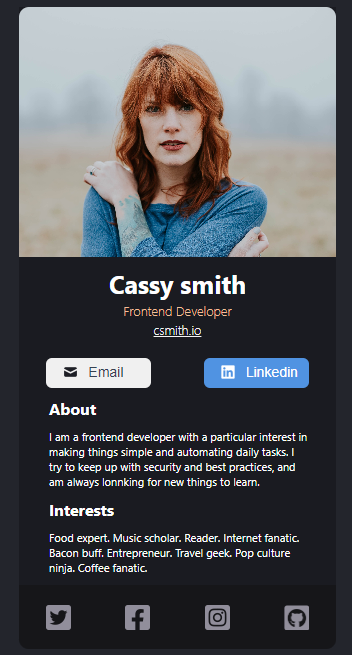 Cassy smith
Frontend Developer
csmith.io
Email
Linkedin
About
I am a frontend developer with a particular interest in
making things simple and automating daily tasks. I
try to keep up with security and best practices, and
am always lonnking for new things to learn.
Interests
Food expert. Music scholar. Reader. Internet fanatic.
Bacon buff. Entrepreneur. Travel geek. Pop culture
ninja. Coffee fanatic.